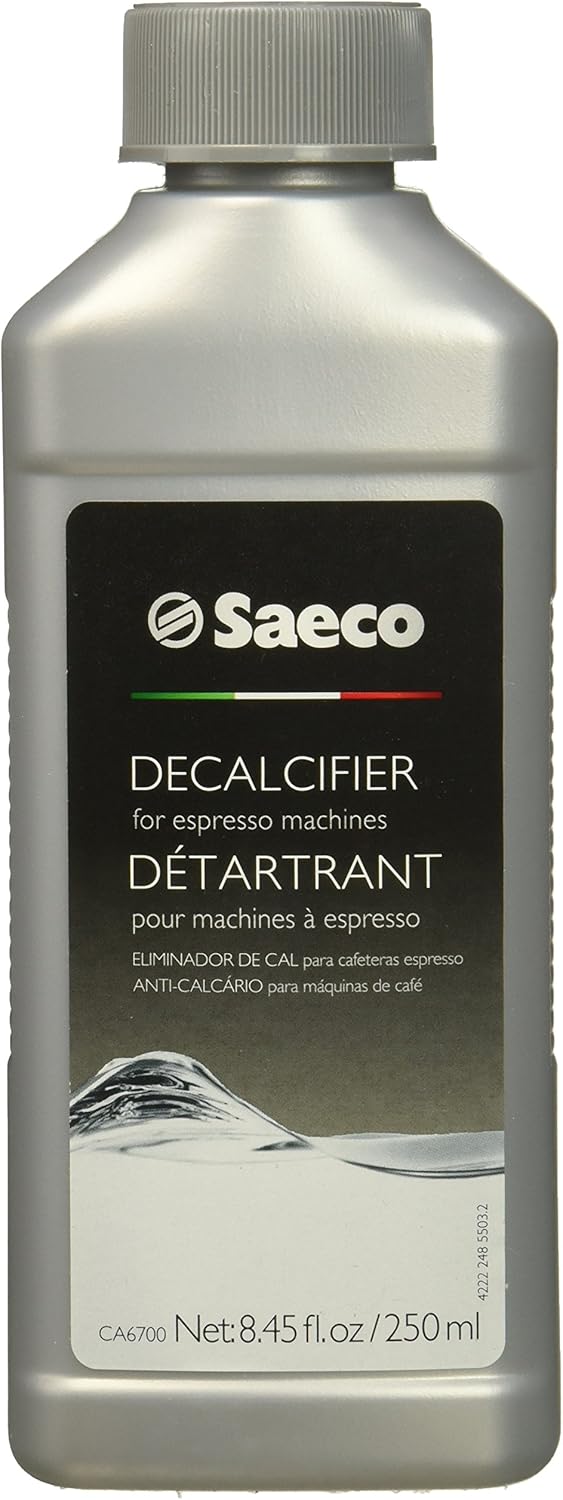 Saeco
DECALCIFIER
for espresso machines
DÉTARTRANT
pour machines à espresso
ELIMINADOR DE CAL para cafeteras espresso
ANTI-CALCÁRIO para máquinas de café
4222 248 5503.2
CA6700 Net: 8.45 fl. oz / 250 ml